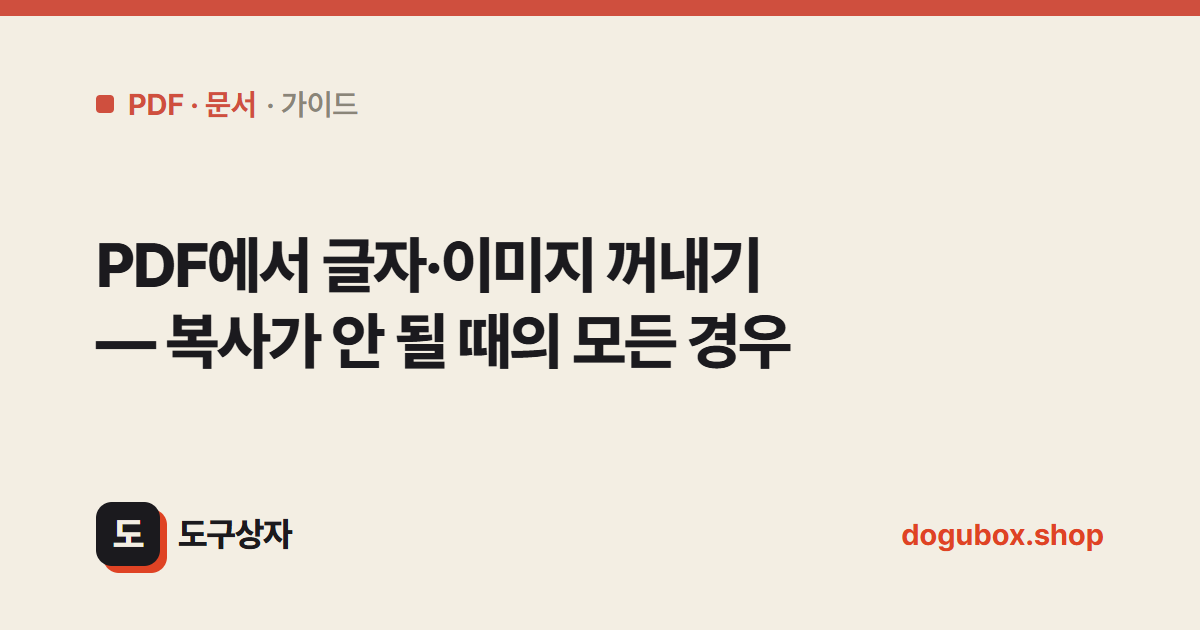 PDF · 문서 · 가이드
PDF에서 글자·이미지 꺼내기
— 복사가 안 될 때의 모든 경우
도 도구상자
dogubox.shop